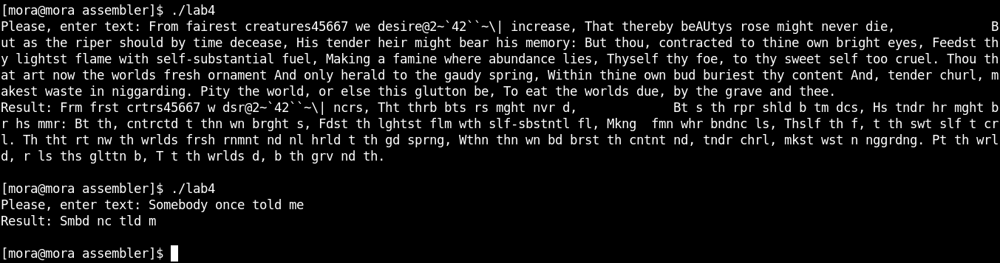 [mora@mora assembler]$ ./lab4
Please, enter text: From fairest creatures45667 we desire@2~`42``~\| increase, That thereby beAUtys rose might never die,             B
ut as the riper should by time decease, His tender heir might bear his memory: But thou, contracted to thine own bright eyes, Feedst th
y lightst flame with self-substantial fuel, Making a famine where abundance lies, Thyself thy foe, to thy sweet self too cruel. Thou th
at art now the worlds fresh ornament And only herald to the gaudy spring, Within thine own bud buriest thy content And, tender churl, m
akest waste in niggarding. Pity the world, or else this glutton be, To eat the worlds due, by the grave and thee.
Result: Frm frst crtrs45667 w dsr@2~`42``~\| ncrs, Tht thrb bts rs mght nvr d,             Bt s th rpr shld b tm dcs, Hs tndr hr mght b
r hs mmr: Bt th, cntrctd t thn wn brght s, Fdst th lghtst flm wth slf-sbstntl fl, Mkng  fmn whr bndnc ls, Thslf th f, t th swt slf t cr
l. Th tht rt nw th wrlds frsh rnmnt nd nl hrld t th gd sprng, Wthn thn wn bd brst th cntnt nd, tndr chrl, mkst wst n nggrdng. Pt th wrl
d, r ls ths glttn b, T t th wrlds d, b th grv nd th.
[mora@mora assembler]$ ./lab4
Please, enter text: Somebody once told me
Result: Smbd nc tld m
[mora@mora assembler]$